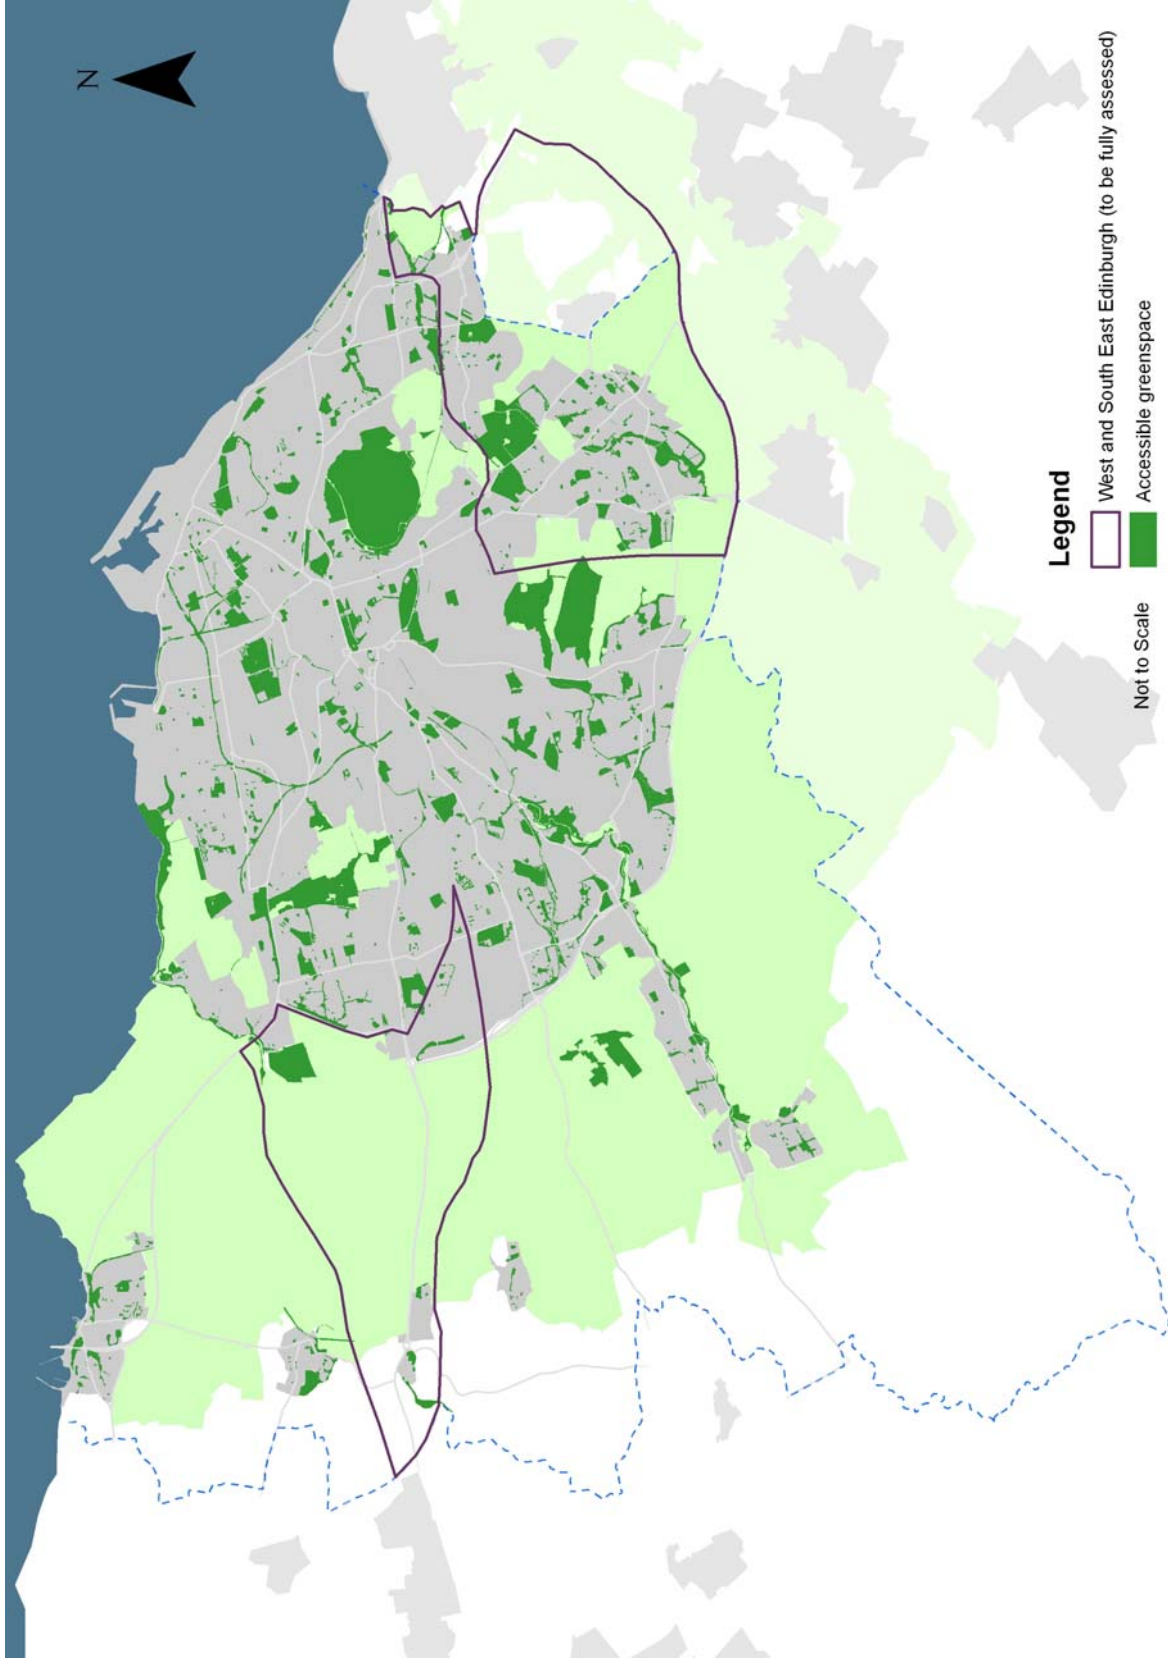 N
Legend
West and South East Edinburgh (to be fully assessed)
Accessible greenspace
Not to Scale